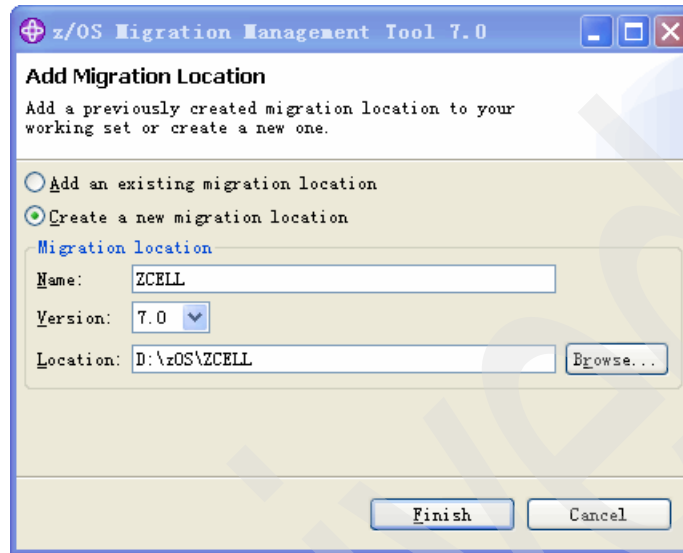 z/OS Migration Management Tool 7.0
Add Migration Location
Add a previously created migration location to your
working set or create a new one.
Add an existing migration location
Create a new migration location
Migration location
Name: ZCELL
Version: 7.0
Location: D:\zOS\ZCELL Browse...
Finish Cancel